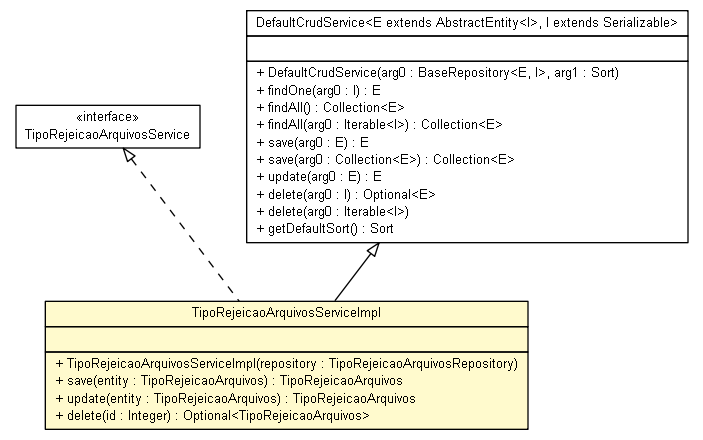 DefaultCrudService<E extends AbstractEntity<I>, I extends Serializable>
+ DefaultCrudService(arg0 : BaseRepository<E, I>, arg1 : Sort)
+ findOne(arg0 : I) : E
+ findAll() : Collection<E>
+ findAll(arg0 : Iterable<I>) : Collection<E>
+ save(arg0 : E) : E
+ save(arg0 : Collection<E>) : Collection<E>
+ update(arg0 : E) : E
+ delete(arg0 : I) : Optional<E>
+ delete(arg0 : Iterable<I>)
+ getDefaultSort() : Sort
«interface»
TipoRejeicaoArquivosService
TipoRejeicaoArquivosServiceImpl
+ TipoRejeicaoArquivosServiceImpl(repository : TipoRejeicaoArquivosRepository)
+ save(entity : TipoRejeicaoArquivos) : TipoRejeicaoArquivos
+ update(entity : TipoRejeicaoArquivos) : TipoRejeicaoArquivos
+ delete(id : Integer) : Optional<TipoRejeicaoArquivos>